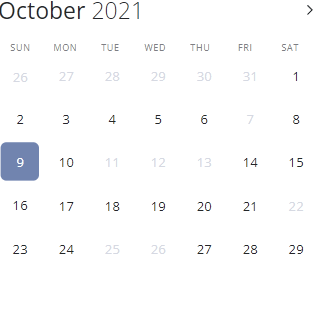 October 2021
SUN MON TUE WED THU FRI SAT
26 27 28 29 30 31 1
2 3 4 5 6 7 8
9 10 11 12 13 14 15
16 17 18 19 20 21 22
23 24 25 26 27 28 29